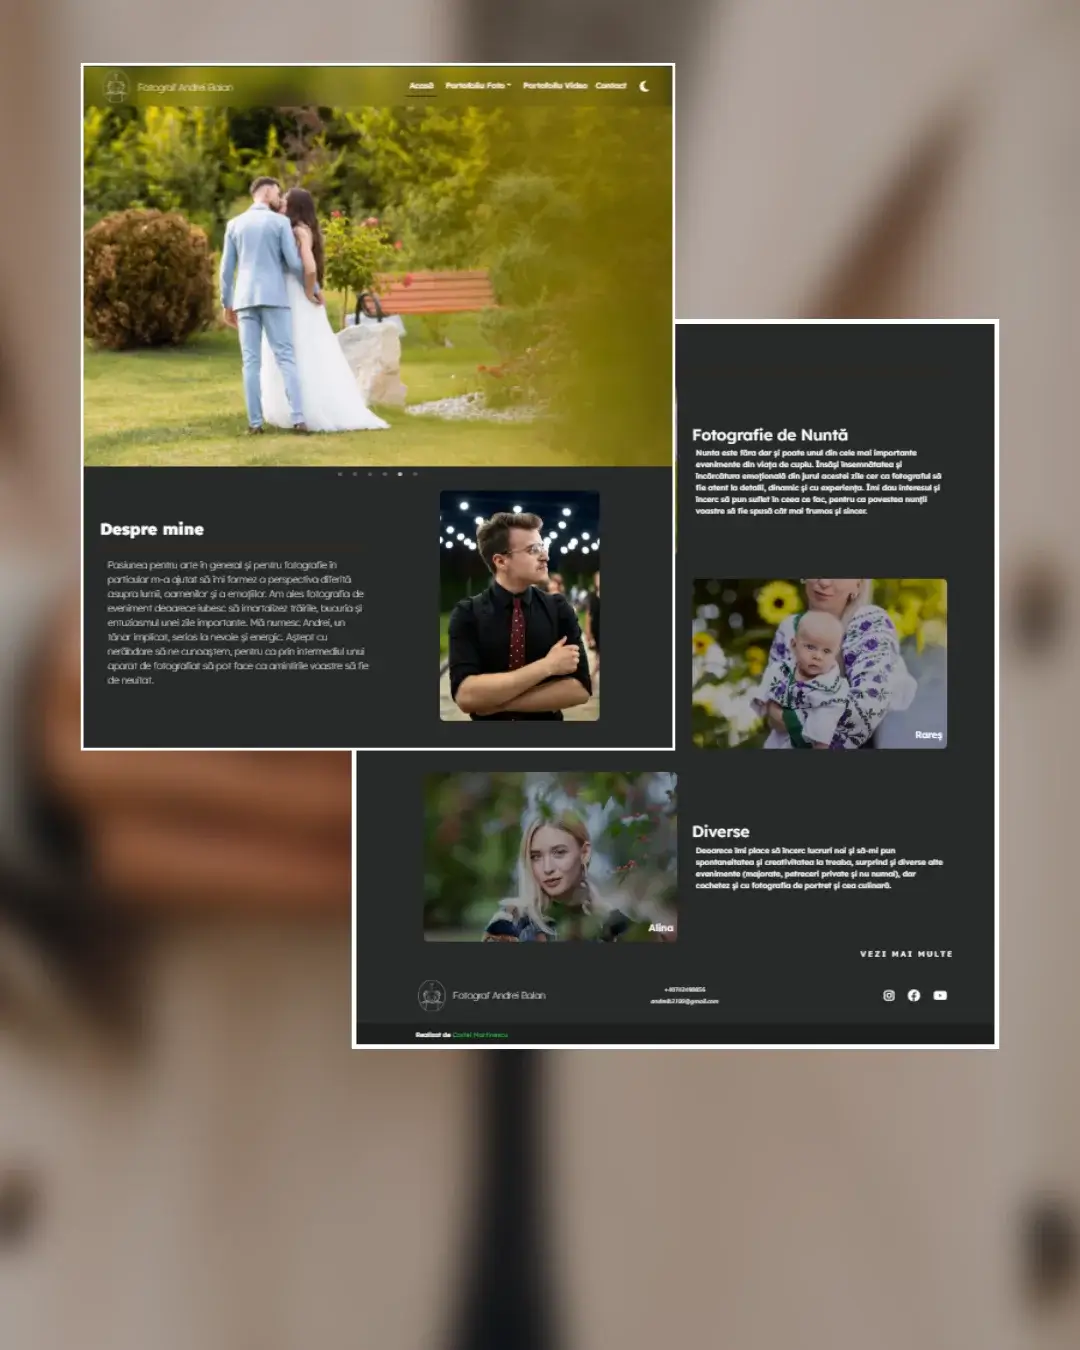 Fotograf Andrei Balan
Acasă Portofoliu Foto Portofoliu Video Contact
Despre mine
Pasiunea pentru arte în general și pentru fotografie în
particular m-a ajutat să îmi formez o perspectiva diferită
asupra lumii, oamenilor și a emoțiilor. Am ales fotografia de
eveniment deoarece iubesc să imortalizez trăirile, bucuria și
entuziasmul unei zile importante. Mă numesc Andrei, un
tânăr implicat, serios la nevoie și energic. Aștept cu
nerăbdare să ne cunoaștem, pentru ca prin intermediul unui
aparat de fotografiat să pot face ca amintirile voastre să fie
de neuitat.
Fotografie de Nuntă
Nunta este făra dar și poate unul din cele mai importante
evenimente din viața de cuplu. Însăși însemnătatea și
încărcătura emoțională din jurul acestei zile cer ca fotograful să
fie atent la detalii, dinamic și cu experiența. Îmi dau interesul și
încerc să pun suflet în ceea ce fac, pentru ca povestea nunții
voastre să fie spusă cât mai frumos și sincer.
Rareș
Alina
Diverse
Deoarece îmi place să încerc lucruri noi și să-mi pun
spontaneitatea și creativitatea la treaba, surprind și diverse alte
evenimente (majorate, petreceri private și nu numai), dar
cochetez și cu fotografia de portret și cea culinară.
VEZI MAI MULTE
Fotograf Andrei Balan
Realizat de